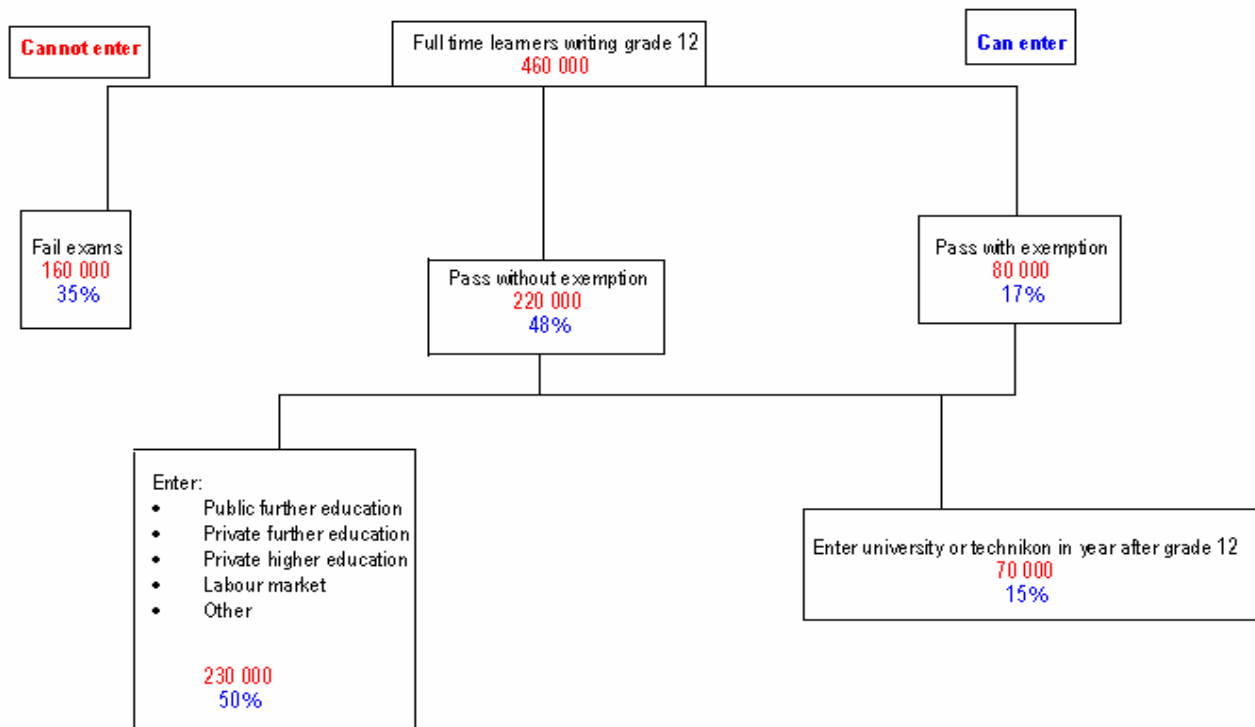 Cannot enter
Full time learners writing grade 12
460 000
Can enter
Fail exams
160 000
35%
Pass without exemption
220 000
48%
Pass with exemption
80 000
17%
Enter:
• Public further education
• Private further education
• Private higher education
• Labour market
• Other
230 000
50%
Enter university or technikon in year after grade 12
70 000
15%